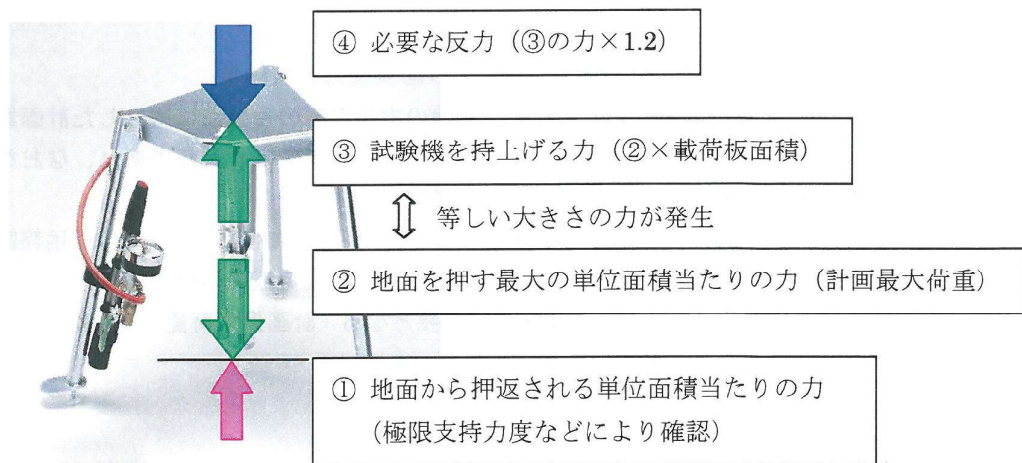 ④ 必要な反力（③の力×1.2）
③ 試験機を持上げる力（②×載荷板面積）
等しい大きさの力が発生
② 地面を押す最大の単位面積当たりの力（計画最大荷重）
① 地面から押返される単位面積当たりの力
（極限支持力度などにより確認）